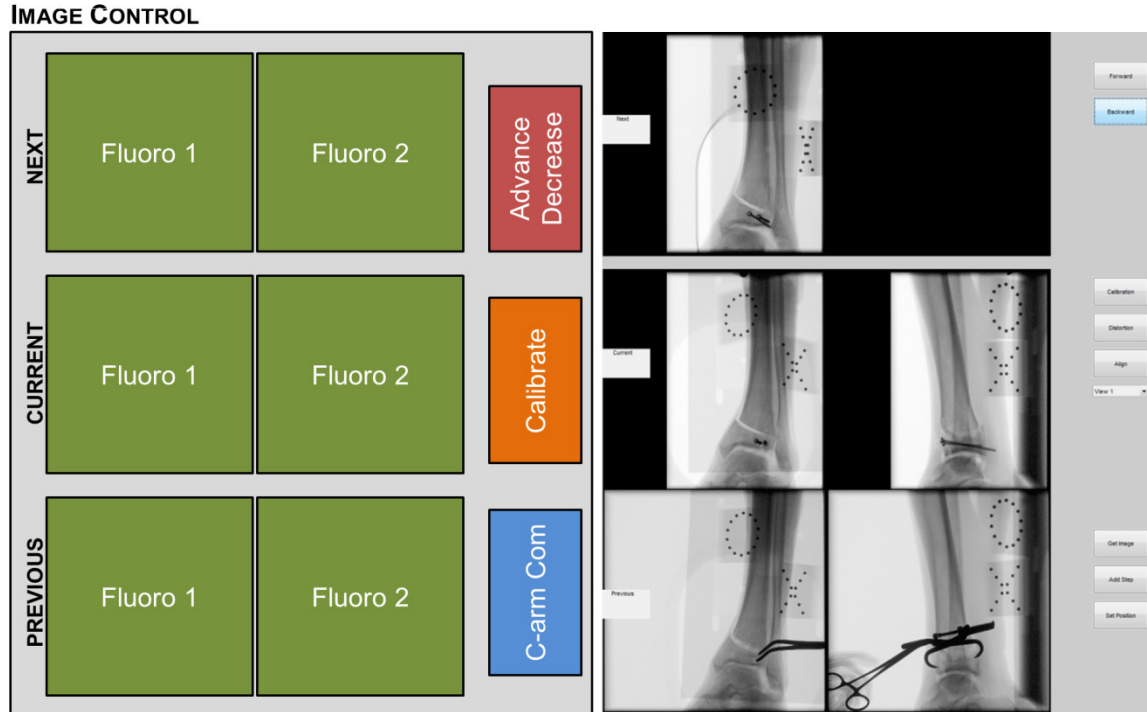 IMAGE CONTROL
NEXT
Fluoro 1
Fluoro 2
Advance
Decrease
CURRENT
Fluoro 1
Fluoro 2
Calibrate
PREVIOUS
Fluoro 1
Fluoro 2
C-arm Com
Next
Forward
Backward
Current
Calibration
Distortion
Align
View 1
Previous
Get Image
Add Step
Set Position